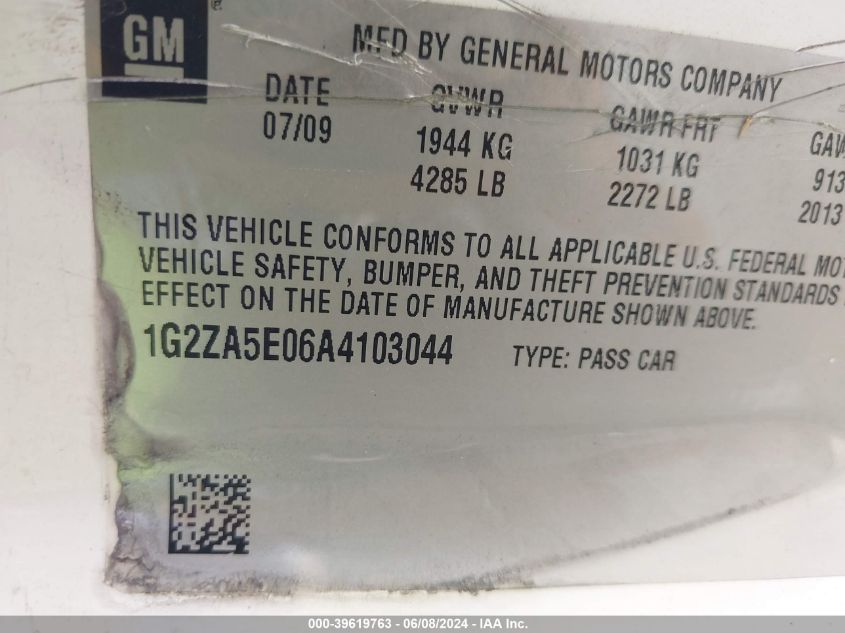 GM
MFD BY GENERAL MOTORS COMPANY
DATE GVWR GAWR FRT
07/09 1944 KG 1031 KG 913
4285 LB 2272 LB 2013
THIS VEHICLE CONFORMS TO ALL APPLICABLE U.S. FEDERAL
VEHICLE SAFETY, BUMPER, AND THEFT PREVENTION STANDARDS
EFFECT ON THE DATE OF MANUFACTURE SHOWN ABOVE.
1G2ZA5E06A4103044 TYPE: PASS CAR
000-39619763 - 06/08/2024 - IAA Inc.